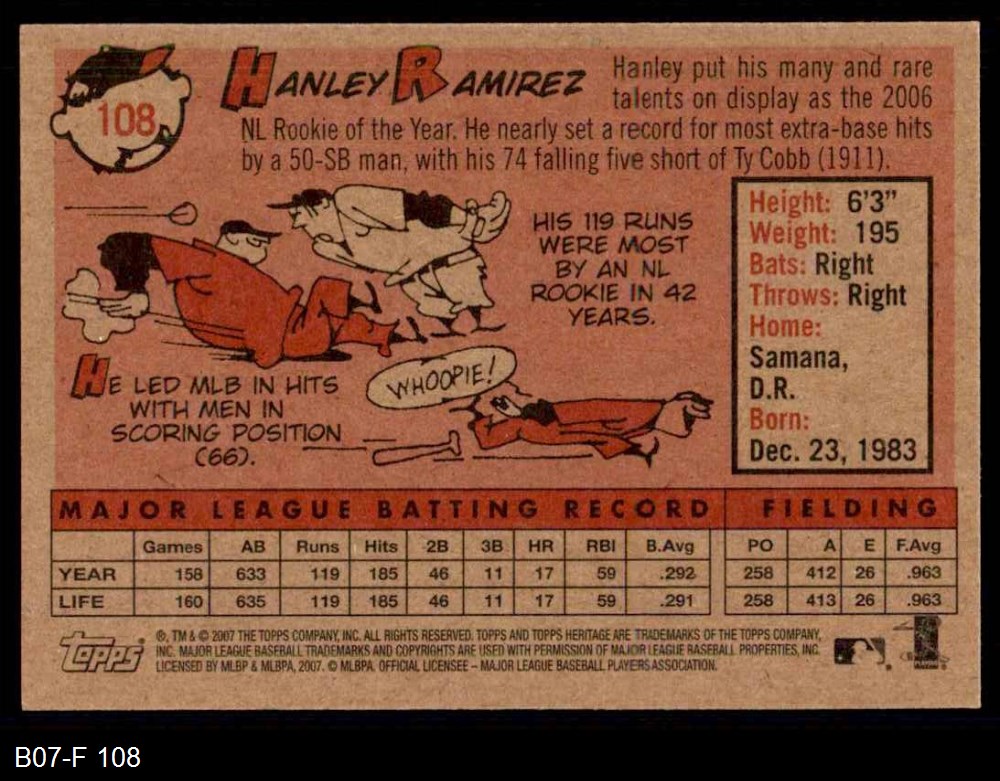 108
HANLEY RAMIREZ
Hanley put his many and rare
talents on display as the 2006
NL Rookie of the Year. He nearly set a record for most extra-base hits
by a 50-SB man, with his 74 falling five short of Ty Cobb (1911).
HIS 119 RUNS
WERE MOST
BY AN NL
ROOKIE IN 42
YEARS.
HE LED MLB IN HITS
WITH MEN IN
SCORING POSITION
(66).
WHOOPIE!
Height: 6'3"
Weight: 195
Bats: Right
Throws: Right
Home:
Samana,
D.R.
Born:
Dec. 23, 1983
MAJOR LEAGUE BATTING RECORD FIELDING
Games AB Runs Hits 2B 3B HR RBI B.Avg PO A E F.Avg
YEAR 158 633 119 185 46 11 17 59 .292 258 412 26 .963
LIFE 160 635 119 185 46 11 17 59 .291 258 413 26 .963
Topps
®, TM & © 2007 THE TOPPS COMPANY, INC. ALL RIGHTS RESERVED. TOPPS AND TOPPS HERITAGE ARE TRADEMARKS OF THE TOPPS COMPANY,
INC. MAJOR LEAGUE BASEBALL TRADEMARKS AND COPYRIGHTS ARE USED WITH PERMISSION OF MAJOR LEAGUE BASEBALL PROPERTIES, INC.
LICENSED BY MLBP & MLBPA, 2007. © MLBPA. OFFICIAL LICENSEE – MAJOR LEAGUE BASEBALL PLAYERS ASSOCIATION.
B07-F 108